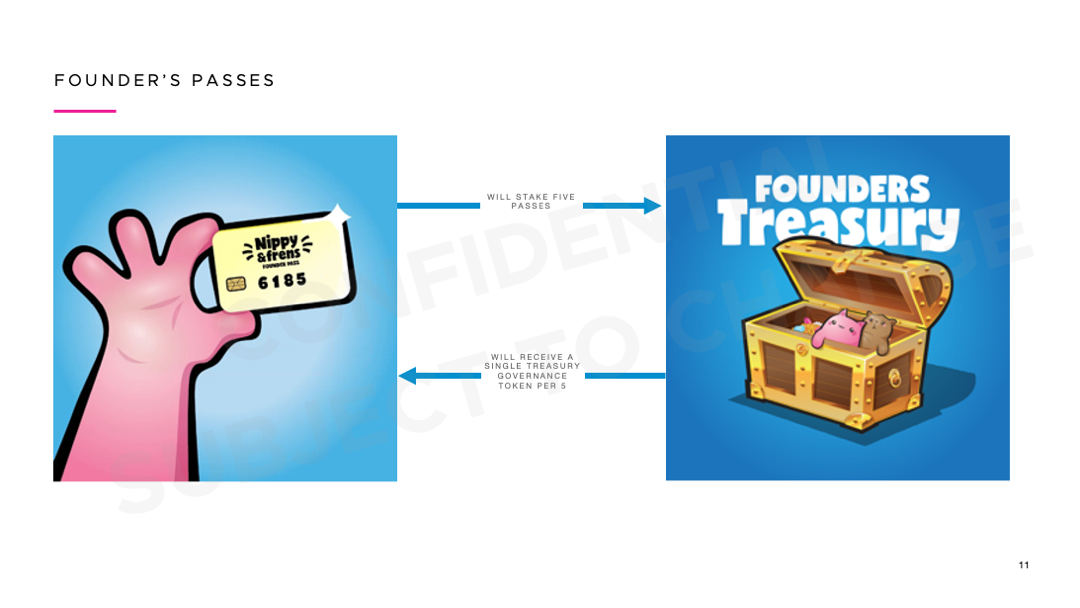 FOUNDER'S PASSES
Nippy
&frens
FOUNDER PASS
6185
WILL STAKE FIVE
PASSES
WILL RECEIVE A
SINGLE TREASURY
GOVERNANCE
TOKEN PER 5
FOUNDERS
Treasury
CONFIDENTIAL
SUBJECT TO CHANGE
11